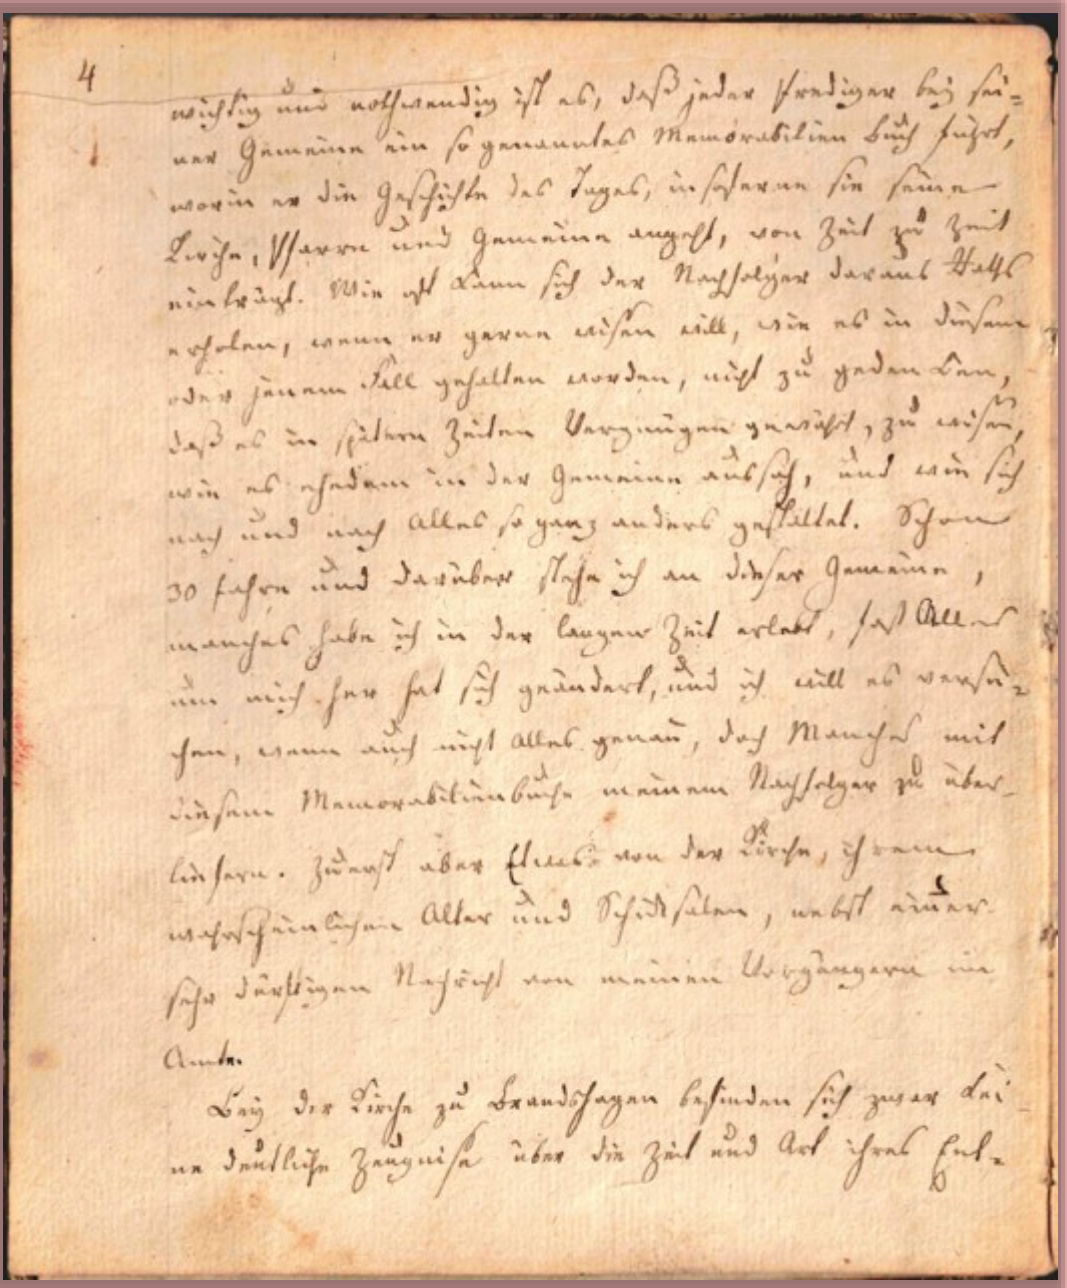 4
wichtig und nothwendig ist es, daß jeder Prediger bey sei-
ner Gemeine ein so genanntes Memorabilien Buch führt,
worin er die Geschichte des Tages, in soferne sie seine
Kirche, Pfarre und Gemeine angeht, von Zeit zu Zeit
einträgt. Wie oft kann sich der Nachfolger daraus Raths
erholen, wenn er gerne wissen will, wie es in diesem
oder jenem Fall gehalten worden, nicht zu gedenken,
daß es in spätern Zeiten Vergnügen gewährt, zu wissen,
wie es ehedem in der Gemeine aussah, und wie sich
nach und nach Alles so ganz anders gestaltet. Schon
30 Jahre und darüber stehe ich an dieser Gemeine,
manches habe ich in der langen Zeit erlebt, fast Alles
um mich her hat sich geändert, und ich will es versu-
chen, wenn auch nicht Alles genau, doch Manches mit
diesem Memorabilienbuche meinem Nachfolger zu über-
liefern. Zuerst aber Etwas von der Kirche, ihrem
wahrscheinlichen Alter und Schicksalen, nebst einer
sehr dürftigen Nachricht von meinen Vorgängern im
Amte.
Bey der Kirche zu Brandshagen befinden sich zwar kei-
ne deutliche Zeugnisse über die Zeit und Art ihres Ent-